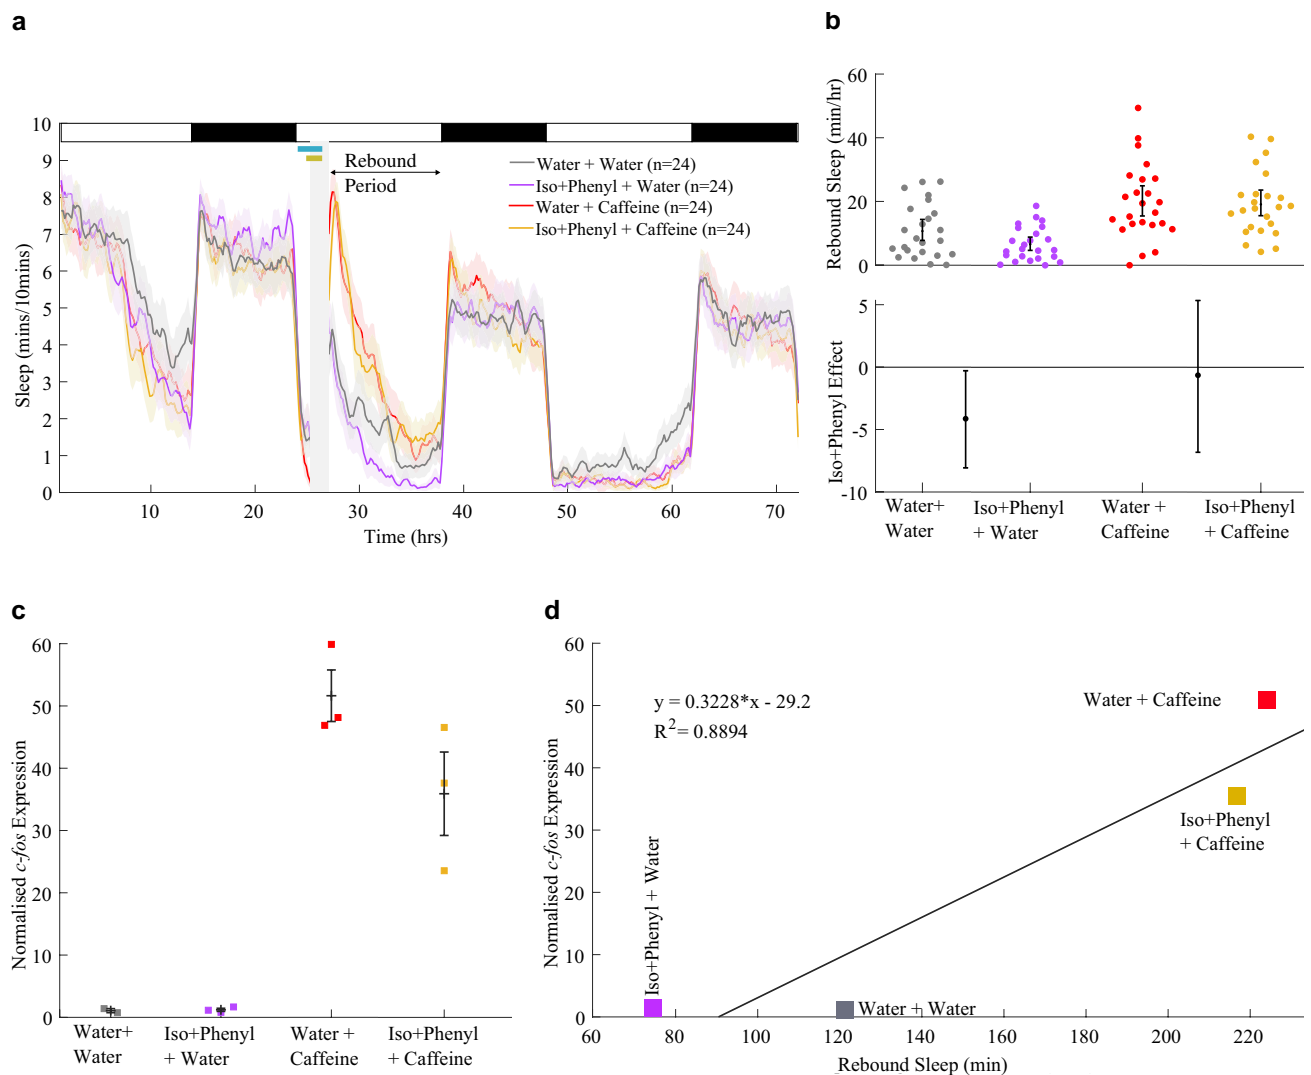 a
10
9
8
7
6
5
4
3
2
1
0
Sleep (mins/10mins)
Rebound
Period
Water + Water (n=24)
Iso+Phenyl + Water (n=24)
Water + Caffeine (n=24)
Iso+Phenyl + Caffeine (n=24)
10
20
30
40
50
60
70
Time (hrs)
b
60
40
20
0
Rebound Sleep (min/hr)
5
0
-5
-10
Iso+Phenyl Effect
Water+
Water
Iso+Phenyl
+ Water
Water +
Caffeine
Iso+Phenyl
+ Caffeine
c
60
50
40
30
20
10
0
Normalised c-fos Expression
Water+
Water
Iso+Phenyl
+ Water
Water +
Caffeine
Iso+Phenyl
+ Caffeine
d
60
50
40
30
20
10
0
Normalised c-fos Expression
y = 0.3228*x - 29.2
R2= 0.8894
Water + Caffeine
Iso+Phenyl
+ Caffeine
Iso+Phenyl + Water
Water + Water
60
80
100
120
140
160
180
200
220
Rebound Sleep (min)